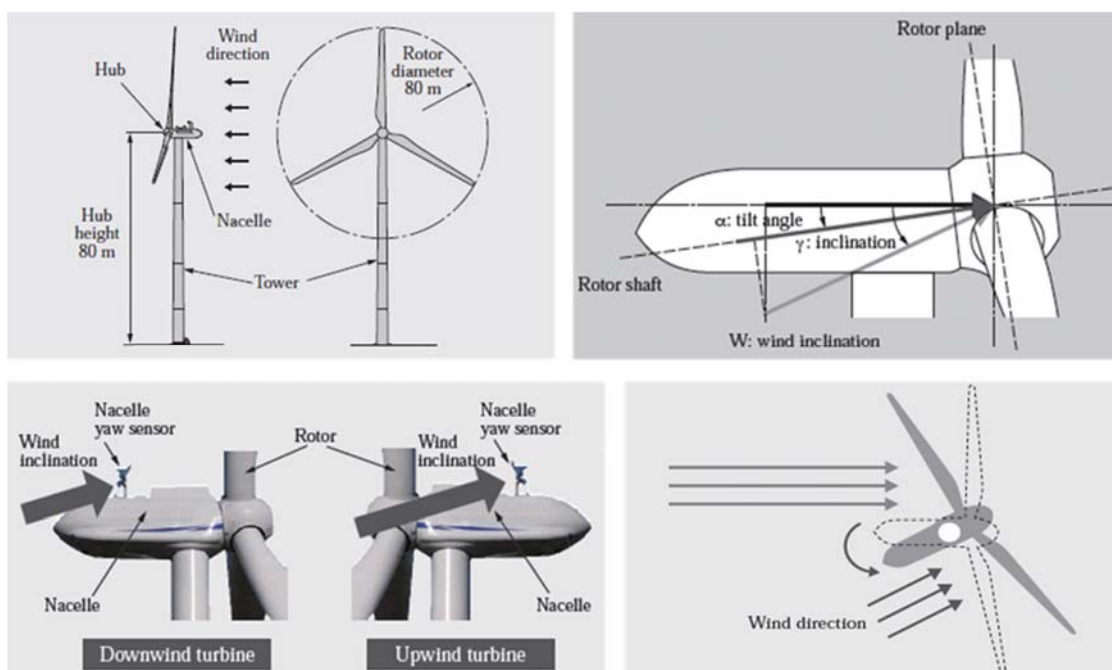 Wind
direction
Hub
Rotor
diameter
80 m
Nacelle
Hub
height
80 m
Tower
Rotor plane
α: tilt angle
γ: inclination
Rotor shaft
W: wind inclination
Nacelle
yaw sensor
Wind
inclination
Rotor
Nacelle
Downwind turbine
Nacelle
yaw sensor
Wind
inclination
Nacelle
Upwind turbine
Wind direction